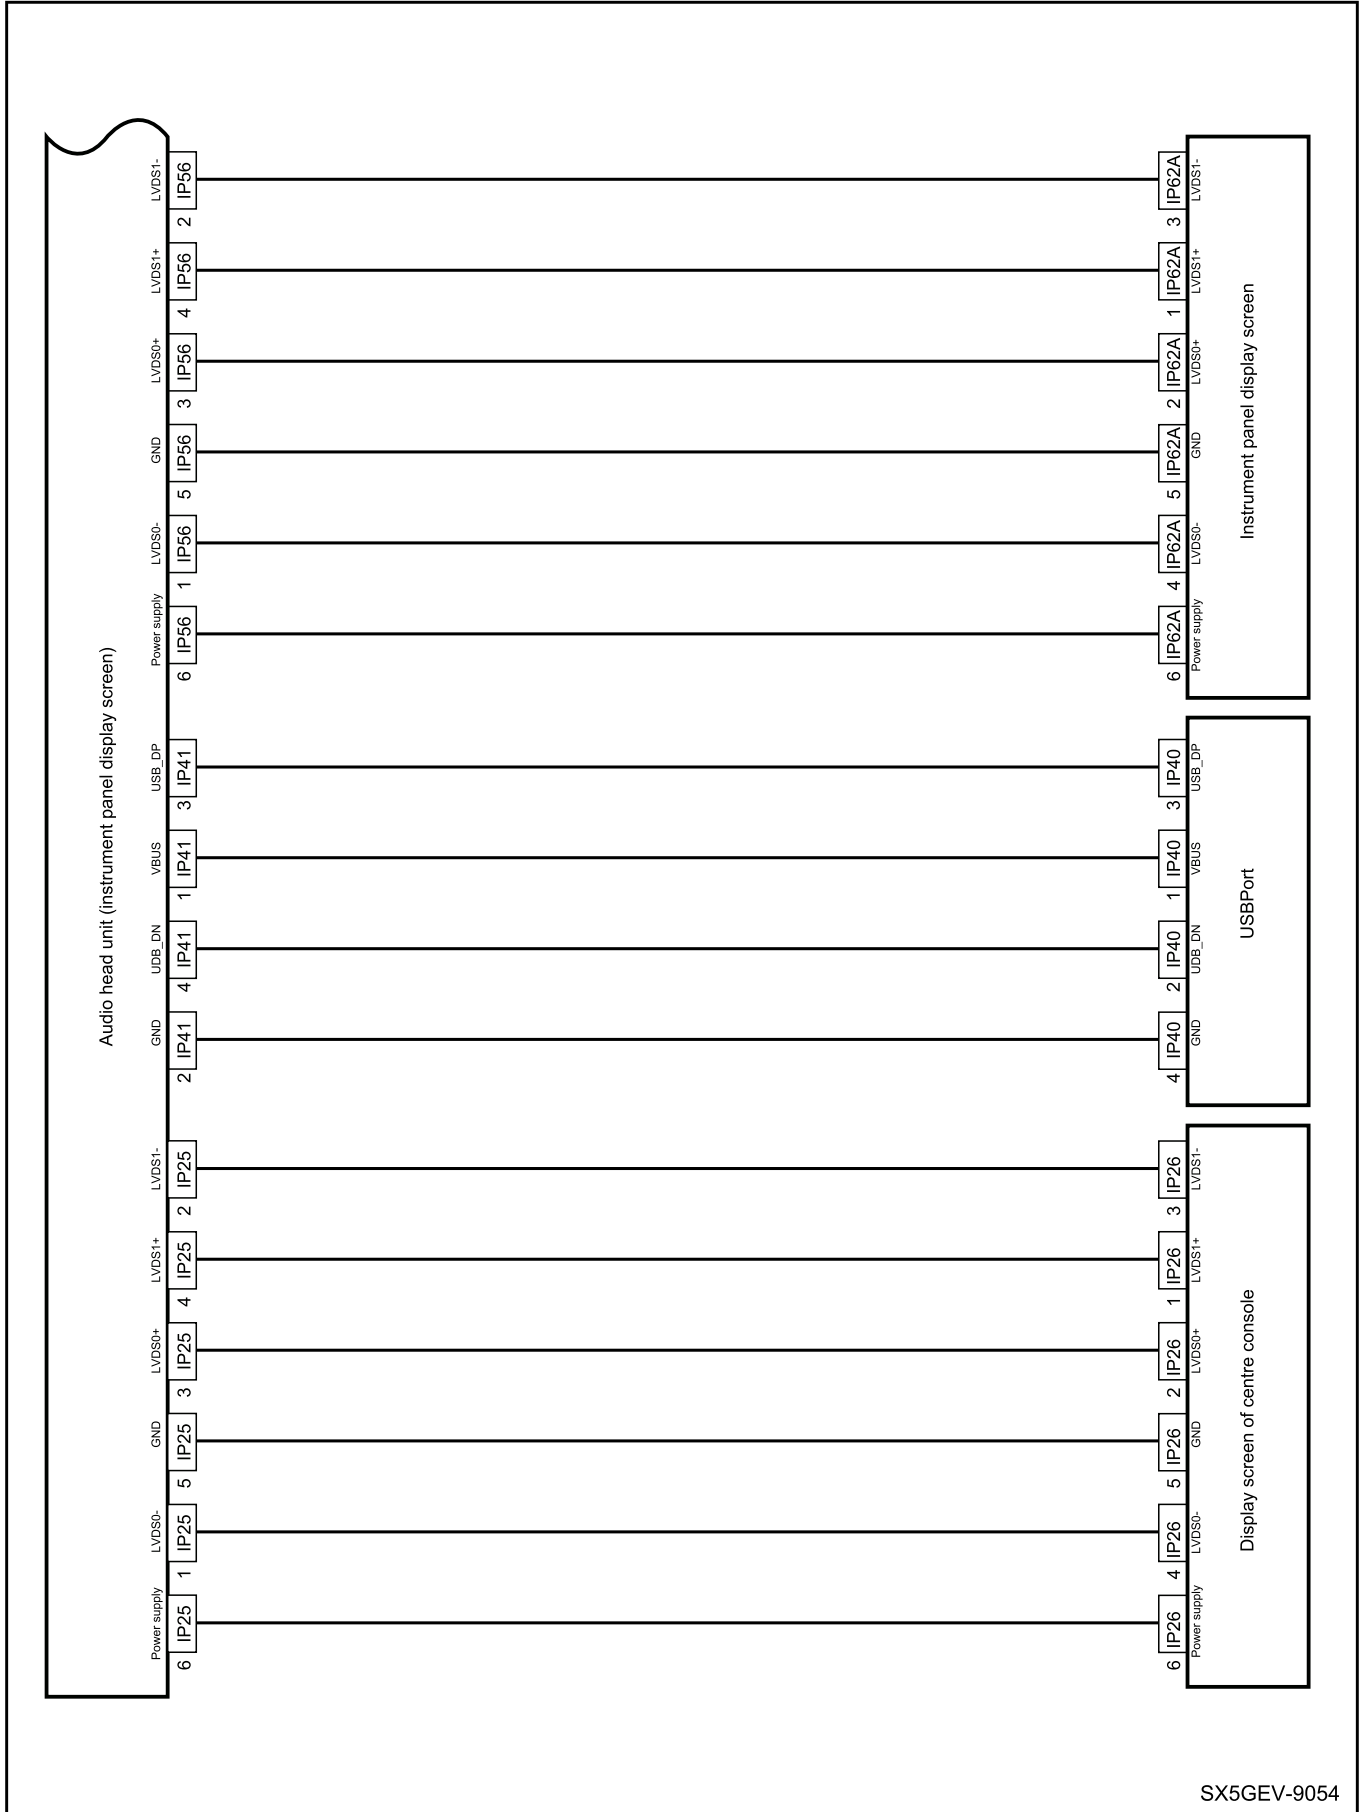 Audio head unit (instrument panel display screen)
Power supply LVDS0- GND LVDS0+ LVDS1+ LVDS1- GND UDB_DN VBUS USB_DP Power supply LVDS0- GND LVDS0+ LVDS1+ LVDS1-
6 IP25 1 IP25 5 IP25 3 IP25 4 IP25 2 IP25 2 IP41 4 IP41 1 IP41 3 IP41 6 IP56 1 IP56 5 IP56 3 IP56 4 IP56 2 IP56
6 IP26 4 IP26 5 IP26 2 IP26 1 IP26 3 IP26 4 IP40 2 IP40 1 IP40 3 IP40 6 IP62A 4 IP62A 5 IP62A 2 IP62A 1 IP62A 3 IP62A
Power supply LVDS0- GND LVDS0+ LVDS1+ LVDS1- GND UDB_DN VBUS USB_DP Power supply LVDS0- GND LVDS0+ LVDS1+ LVDS1-
Display screen of centre console
USBPort
Instrument panel display screen
SX5GEV-9054